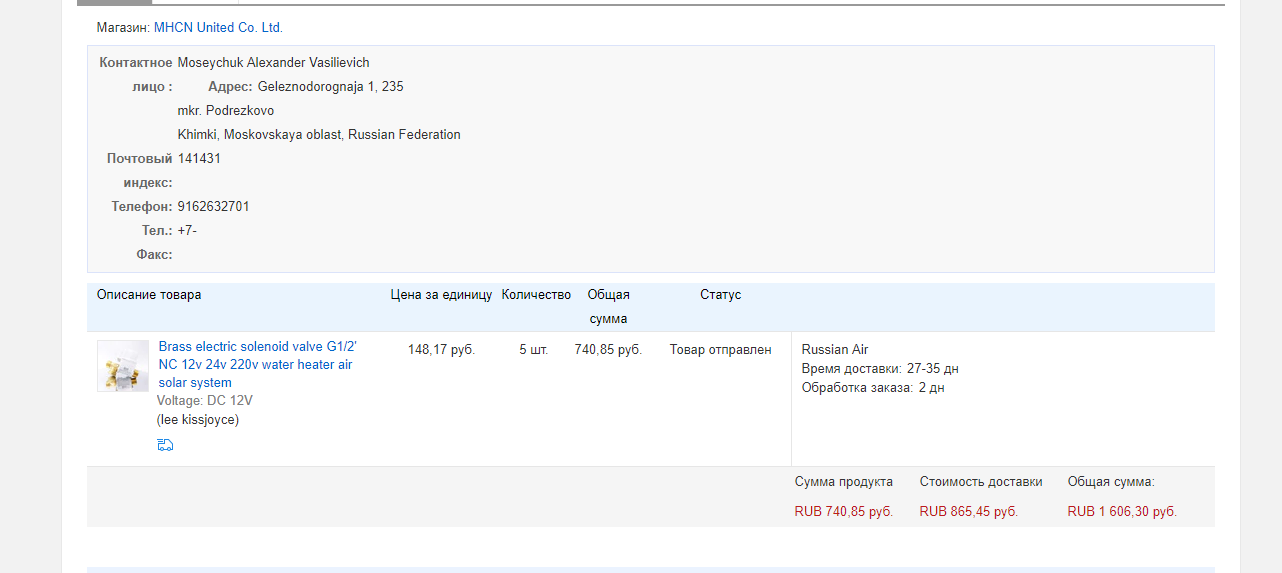 Магазин: MHCN United Co. Ltd.
Контактное лицо : Moseychuk Alexander Vasilievich
Адрес: Geleznodorognaja 1, 235
mkr. Podrezkovo
Khimki, Moskovskaya oblast, Russian Federation
Почтовый индекс: 141431
Телефон: 9162632701
Тел.: +7-
Факс:
Описание товара Цена за единицу Количество Общая сумма Статус
Brass electric solenoid valve G1/2' 148,17 руб. 5 шт. 740,85 руб. Товар отправлен Russian Air
NC 12v 24v 220v water heater air Время доставки: 27-35 дн
solar system Обработка заказа: 2 дн
Voltage: DC 12V
(lee kissjoyce)
Сумма продукта Стоимость доставки Общая сумма:
RUB 740,85 руб. RUB 865,45 руб. RUB 1 606,30 руб.